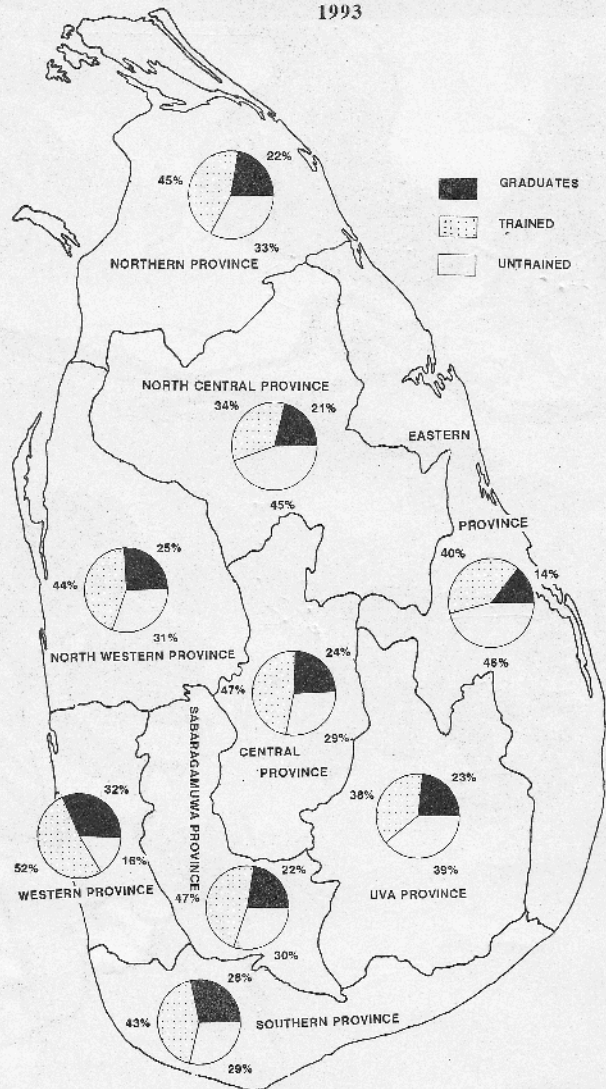 1993
22%
45%
33%
NORTHERN PROVINCE
GRADUATES
TRAINED
UNTRAINED
NORTH CENTRAL PROVINCE
34%
21%
45%
EASTERN
PROVINCE
40%
14%
46%
25%
44%
31%
NORTH WESTERN PROVINCE
24%
47%
29%
CENTRAL
PROVINCE
SABARAGAMUWA PROVINCE
32%
52%
16%
WESTERN PROVINCE
23%
38%
39%
UVA PROVINCE
22%
47%
30%
28%
43%
29%
SOUTHERN PROVINCE